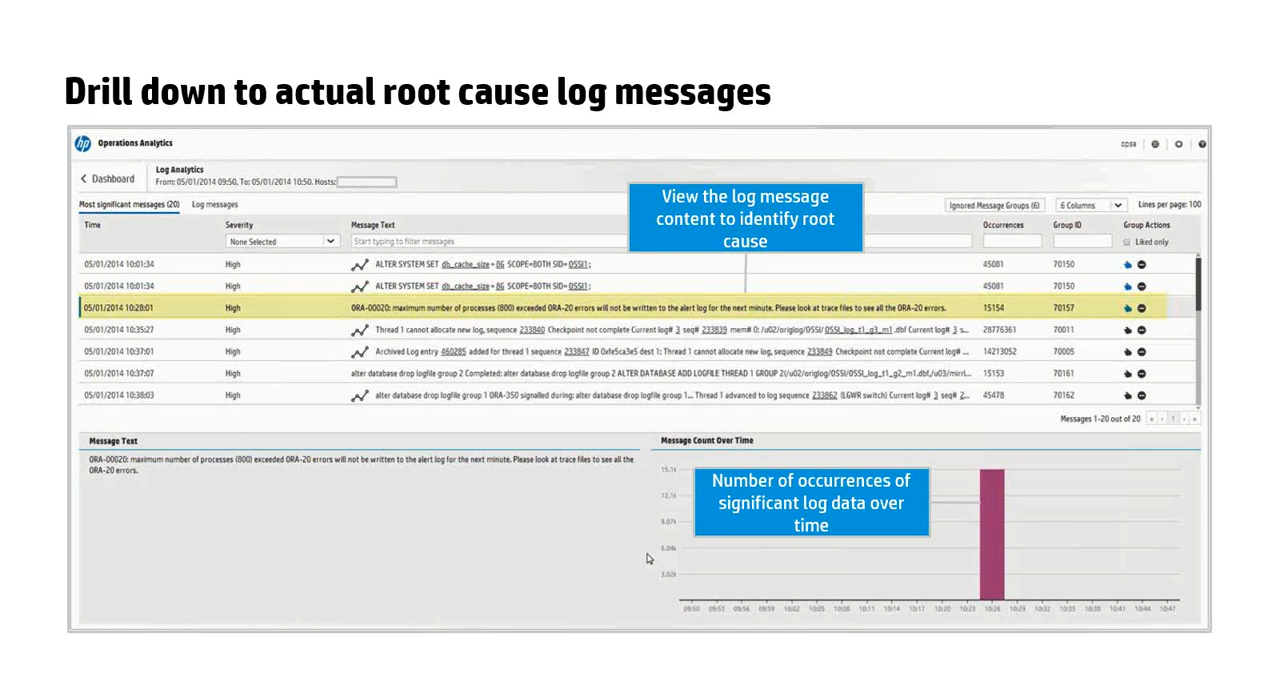 Drill down to actual root cause log messages
hp Operations Analytics
opsa
Dashboard
Log Analytics
From: 05/01/2014 09:50, To: 05/01/2014 10:50, Hosts:
View the log message
content to identify root
cause
Most significant messages (20) Log messages
Ignored Message Groups (6) 6 Columns Lines per page: 100
Time Severity Message Text Occurrences Group ID Group Actions
None Selected Start typing to filter messages Liked only
05/01/2014 10:01:34 High ALTER SYSTEM SET db_cache_size = 8G SCOPE=BOTH SID= OSSI1 ; 45081 70150
05/01/2014 10:01:34 High ALTER SYSTEM SET db_cache_size = 8G SCOPE=BOTH SID= OSSI1 ; 45081 70150
05/01/2014 10:28:01 High ORA-00020: maximum number of processes (800) exceeded ORA-20 errors will not be written to the alert log for the next minute. Please look at trace files to see all the ORA-20 errors. 15154 70157
05/01/2014 10:35:27 High Thread 1 cannot allocate new log, sequence 233840 Checkpoint not complete Current log# 3 seq# 233839 mem# 0: /u02/origlog/OSSI/ OSSI_log_t1_g3_m1 .dbf Current log# 3 s... 28776361 70011
05/01/2014 10:37:01 High Archived Log entry 460285 added for thread 1 sequence 233847 ID 0xfe5ca3e5 dest 1: Thread 1 cannot allocate new log, sequence 233849 Checkpoint not complete Current log# ... 14213052 70005
05/01/2014 10:37:07 High alter database drop logfile group 2 Completed: alter database drop logfile group 2 ALTER DATABASE ADD LOGFILE THREAD 1 GROUP 2(/u02/origlog/OSSI/OSSI_log_t1_g2_m1.dbf,/u03/mirrl... 15153 70161
05/01/2014 10:38:03 High alter database drop logfile group 1 ORA-350 signalled during: alter database drop logfile group 1... Thread 1 advanced to log sequence 233862 (LGWR switch) Current log# 3 seq# 2... 45478 70162
Messages 1-20 out of 20 « ‹ 1 › »
Message Text
ORA-00020: maximum number of processes (800) exceeded ORA-20 errors will not be written to the alert log for the next minute. Please look at trace files to see all the
ORA-20 errors.
Message Count Over Time
Number of occurrences of
significant log data over
time
15.1k
12.1k
9.07k
6.04k
3.02k
09:50 09:53 09:56 09:59 10:02 10:05 10:08 10:11 10:14 10:17 10:20 10:23 10:26 10:29 10:32 10:35 10:38 10:41 10:44 10:47